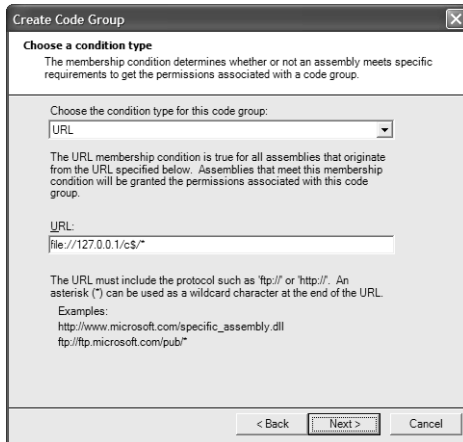 Create Code Group
Choose a condition type
The membership condition determines whether or not an assembly meets specific
requirements to get the permissions associated with a code group.
Choose the condition type for this code group:
URL
The URL membership condition is true for all assemblies that originate
from the URL specified below. Assemblies that meet this membership
condition will be granted the permissions associated with this code
group.
URL:
file://127.0.0.1/c$/*
The URL must include the protocol such as 'ftp://' or 'http://'. An
asterisk (*) can be used as a wildcard character at the end of the URL.
Examples:
http://www.microsoft.com/specific_assembly.dll
ftp://ftp.microsoft.com/pub/*
< Back Next > Cancel